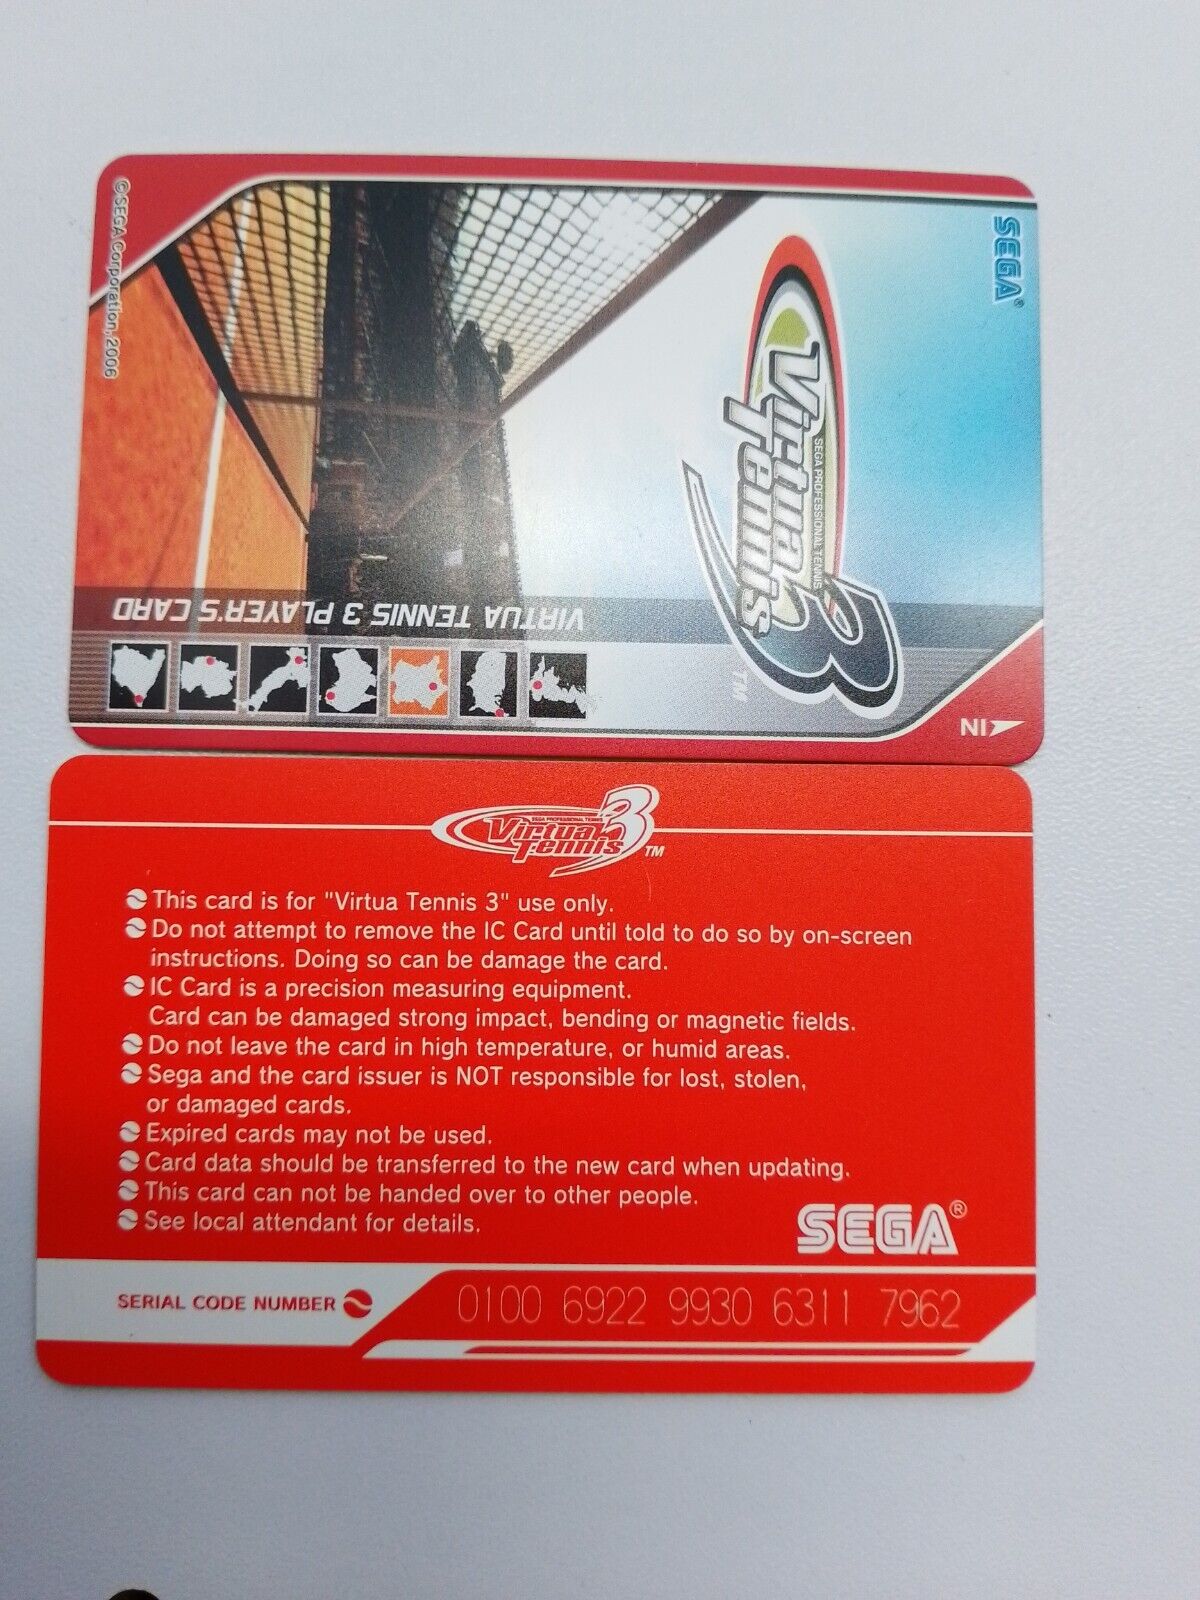 SEGA®
SEGA PROFESSIONAL TENNIS
Virtua
Tennis
3
TM
©SEGA Corporation, 2006
VIRTUA TENNIS 3 PLAYER'S CARD
IN
SEGA PROFESSIONAL TENNIS
Virtua 3
Tennis
TM
This card is for "Virtua Tennis 3" use only.
Do not attempt to remove the IC Card until told to do so by on-screen
instructions. Doing so can be damage the card.
IC Card is a precision measuring equipment.
Card can be damaged strong impact, bending or magnetic fields.
Do not leave the card in high temperature, or humid areas.
Sega and the card issuer is NOT responsible for lost, stolen,
or damaged cards.
Expired cards may not be used.
Card data should be transferred to the new card when updating.
This card can not be handed over to other people.
See local attendant for details.
SEGA®
SERIAL CODE NUMBER
0100 6922 9930 6311 7962